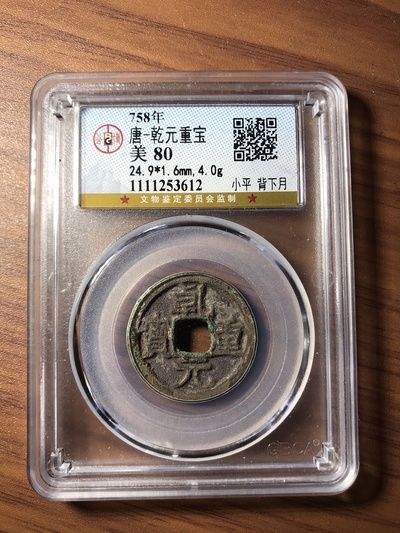 758年
唐-乾元重宝
美 80
24.9*1.6mm,4.0g
1111253612
小平 背下月
★ 文物鉴定委员会监制 ★
乾元重寶